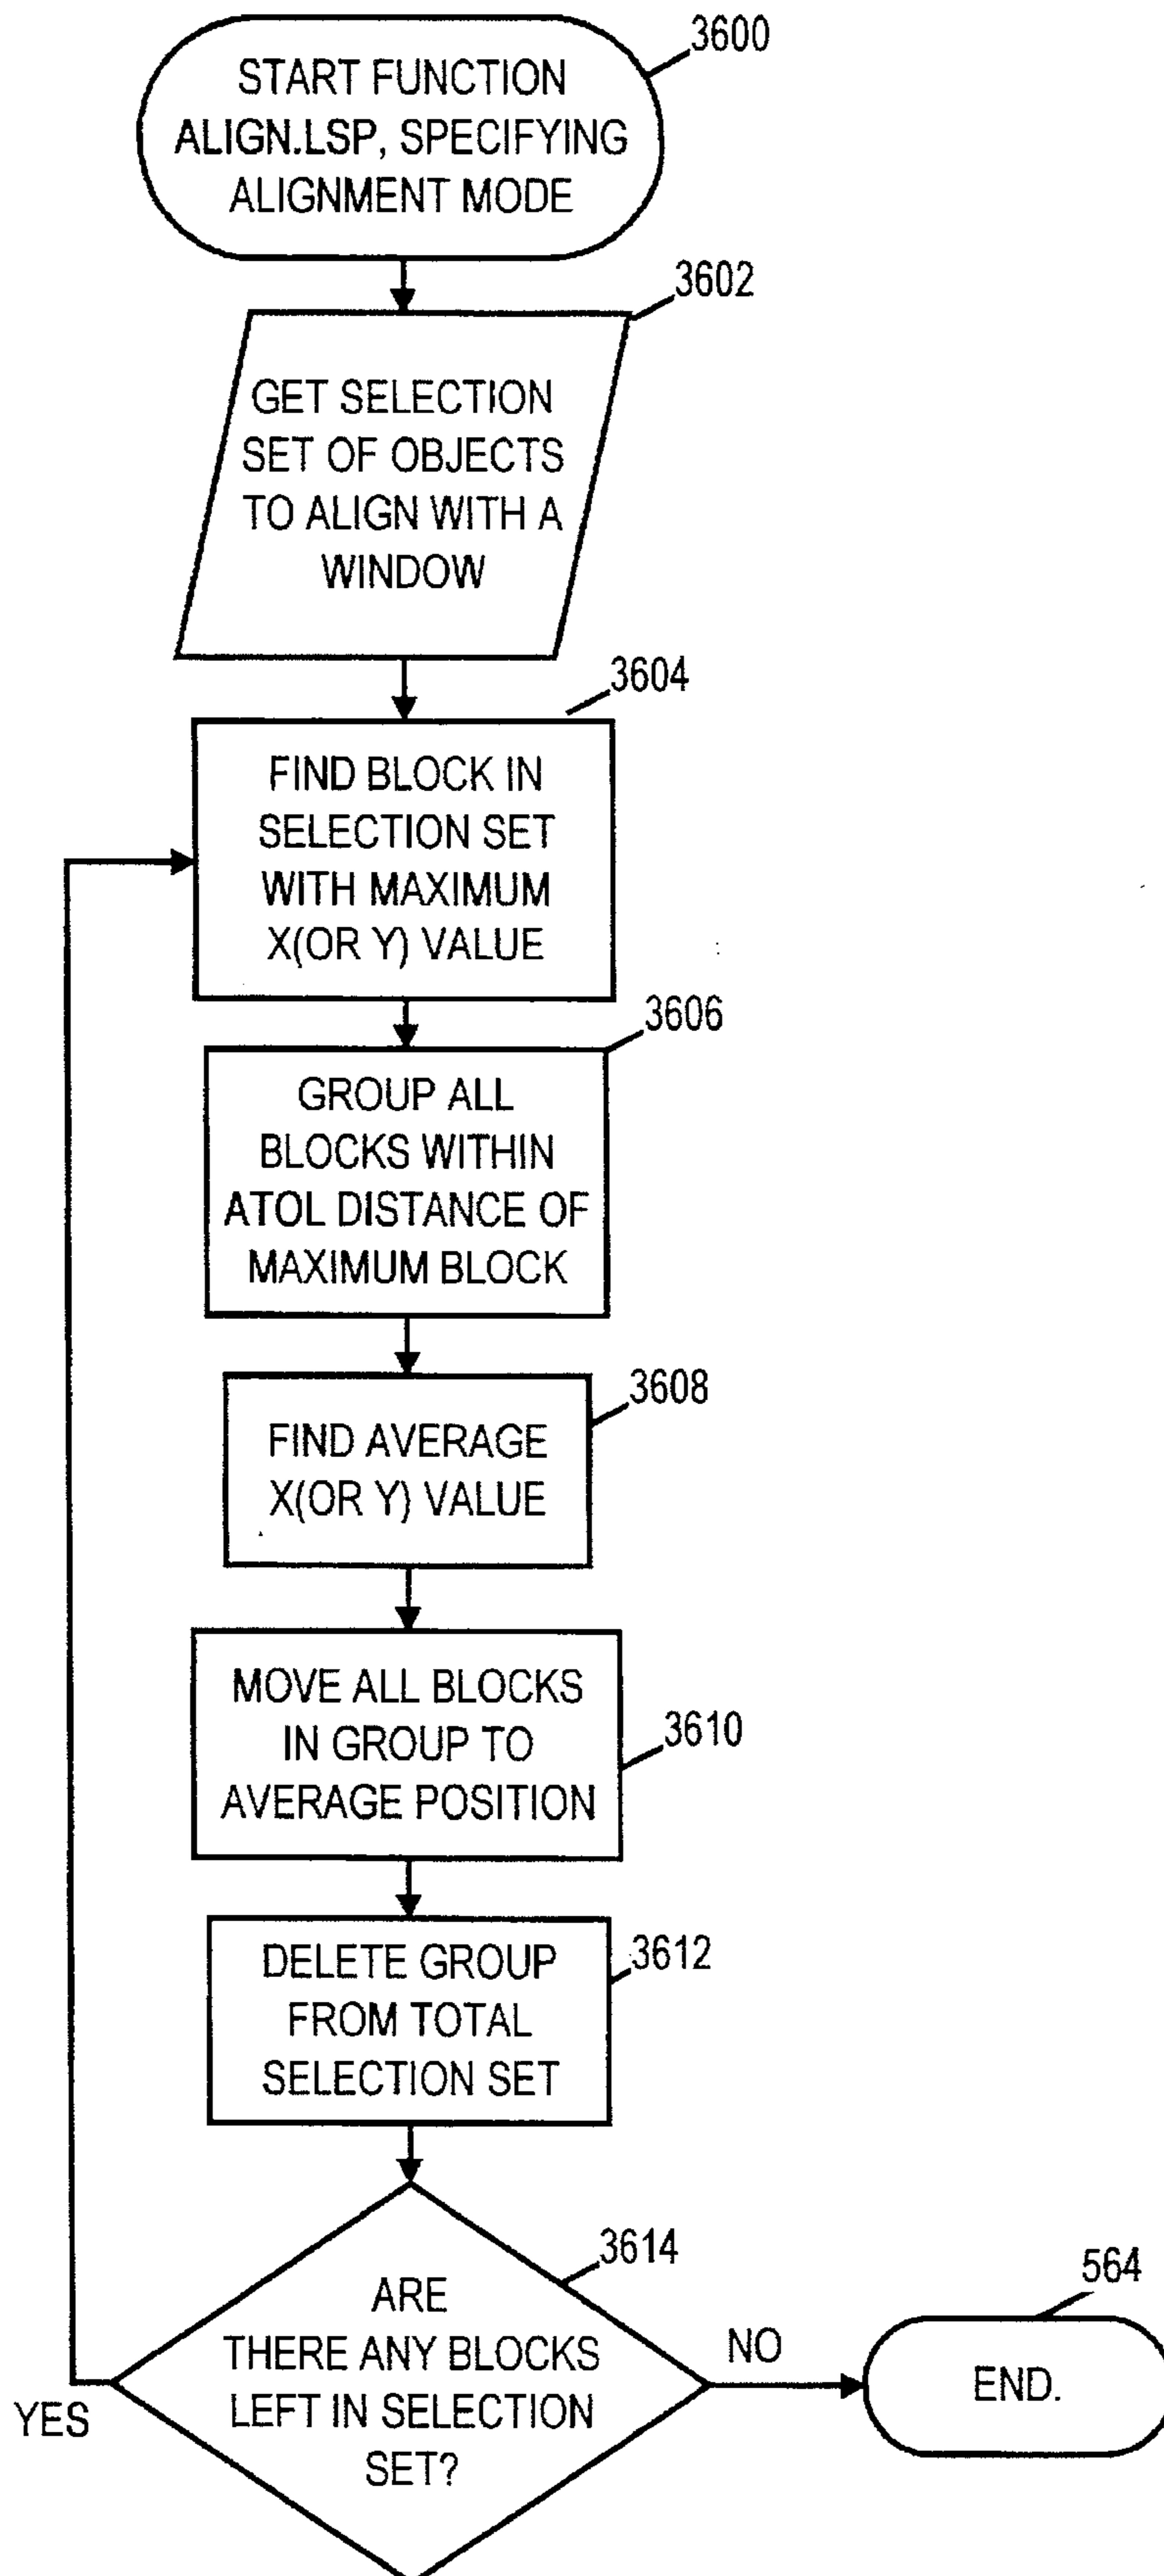 3600
START FUNCTION
ALIGN.LSP, SPECIFYING
ALIGNMENT MODE
3602
GET SELECTION
SET OF OBJECTS
TO ALIGN WITH A
WINDOW
3604
FIND BLOCK IN
SELECTION SET
WITH MAXIMUM
X(OR Y) VALUE
3606
GROUP ALL
BLOCKS WITHIN
ATOL DISTANCE OF
MAXIMUM BLOCK
3608
FIND AVERAGE
X(OR Y) VALUE
MOVE ALL BLOCKS
IN GROUP TO
AVERAGE POSITION
3610
DELETE GROUP
FROM TOTAL
SELECTION SET
3612
3614
ARE
THERE ANY BLOCKS
LEFT IN SELECTION
SET?
YES
NO
564
END.